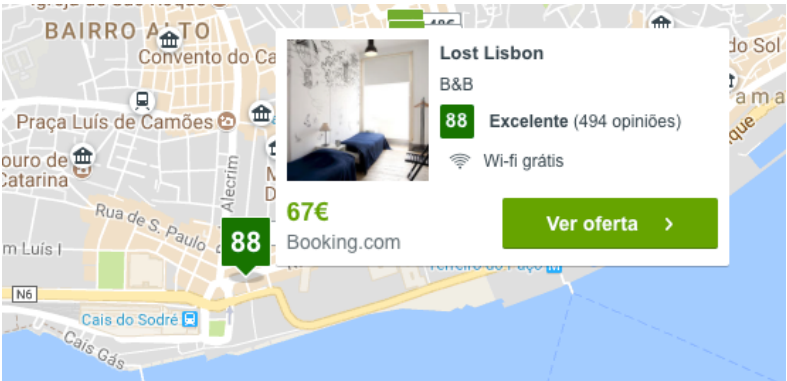 BAIRRO ALTO
Convento do Ca
do Sol
ama
Praça Luís de Camões
que
ouro de
Catarina
Alecrim
Rua de S. Paulo
m Luís I
N6
Cais do Sodré
Cais Gás
88
Lost Lisbon
B&B
88 Excelente (494 opiniões)
Wi-fi grátis
67€
Booking.com
Ver oferta
Terreiro do Paço